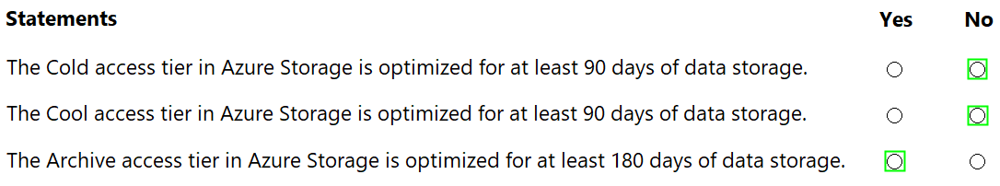 Statements Yes No
The Cold access tier in Azure Storage is optimized for at least 90 days of data storage.
The Cool access tier in Azure Storage is optimized for at least 90 days of data storage.
The Archive access tier in Azure Storage is optimized for at least 180 days of data storage.